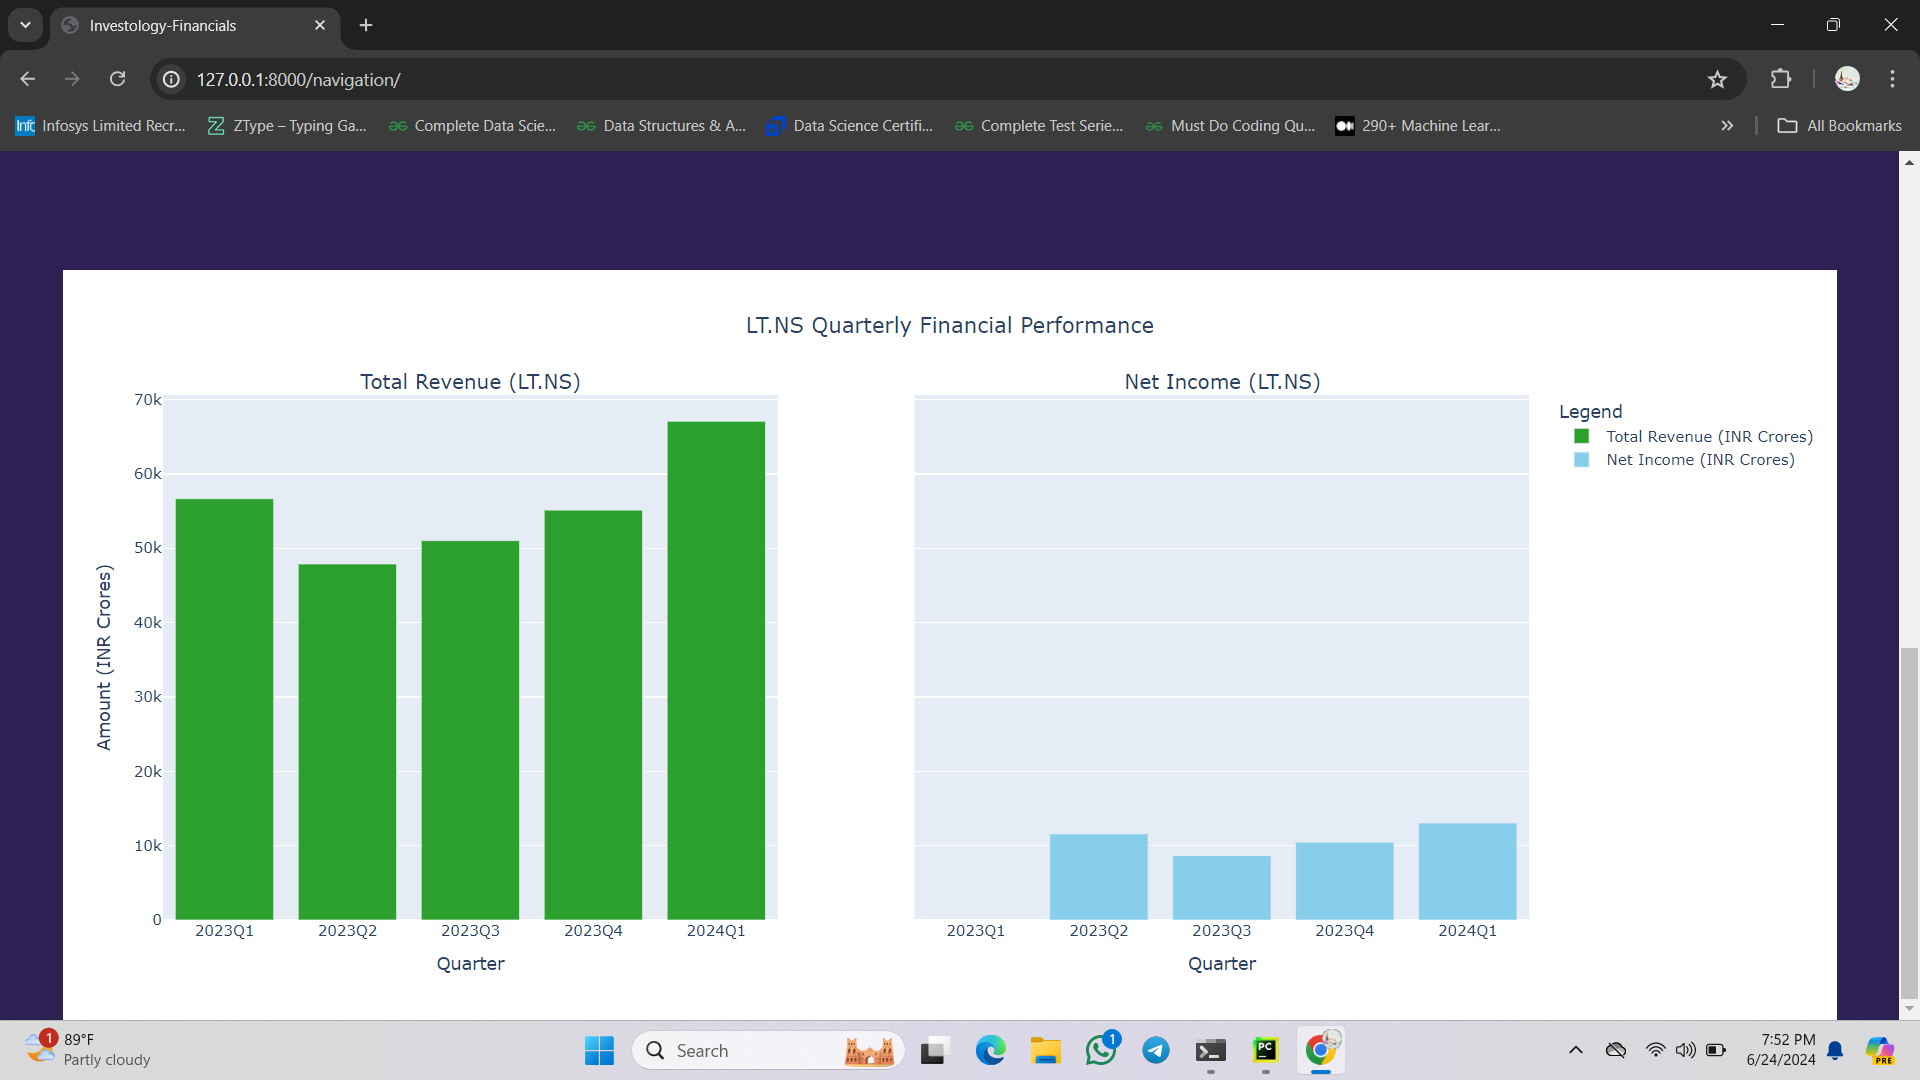 Investology-Financials
127.0.0.1:8000/navigation/
Infosys Limited Recr...
ZType – Typing Ga...
Complete Data Scie...
Data Structures & A...
Data Science Certifi...
Complete Test Serie...
Must Do Coding Qu...
290+ Machine Lear...
All Bookmarks
LT.NS Quarterly Financial Performance
Total Revenue (LT.NS)
Net Income (LT.NS)
Legend
Total Revenue (INR Crores)
Net Income (INR Crores)
70k
60k
50k
40k
30k
20k
10k
0
Amount (INR Crores)
2023Q1 2023Q2 2023Q3 2023Q4 2024Q1
Quarter
2023Q1 2023Q2 2023Q3 2023Q4 2024Q1
Quarter
1
89°F
Partly cloudy
Search
1
PC
7:52 PM
6/24/2024
PRE